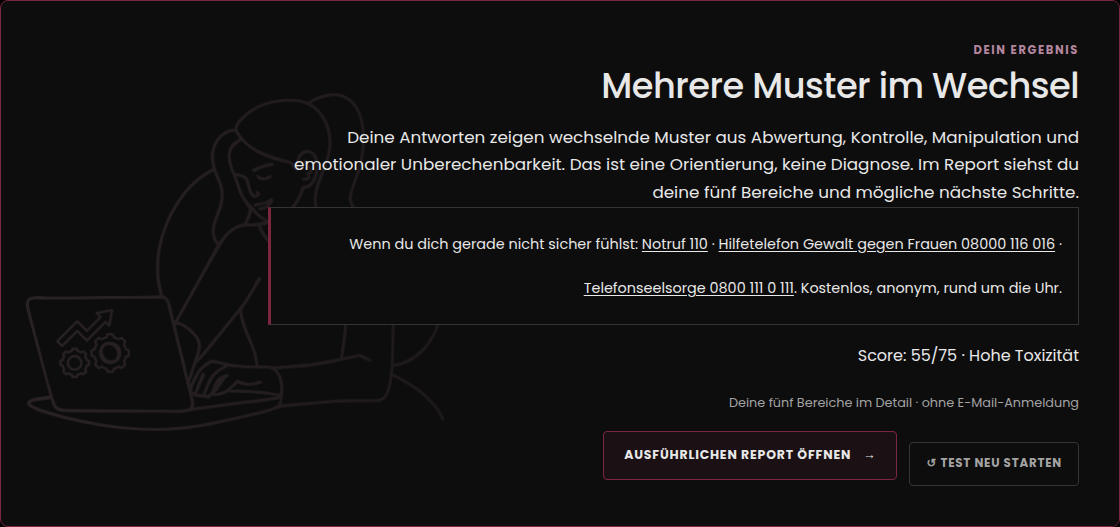 DEIN ERGEBNIS
Mehrere Muster im Wechsel
Deine Antworten zeigen wechselnde Muster aus Abwertung, Kontrolle, Manipulation und
emotionaler Unberechenbarkeit. Das ist eine Orientierung, keine Diagnose. Im Report siehst du
deine fünf Bereiche und mögliche nächste Schritte.
Wenn du dich gerade nicht sicher fühlst: Notruf 110 · Hilfetelefon Gewalt gegen Frauen 08000 116 016 ·
Telefonseelsorge 0800 111 0 111. Kostenlos, anonym, rund um die Uhr.
Score: 55/75 · Hohe Toxizität
Deine fünf Bereiche im Detail · ohne E-Mail-Anmeldung
AUSFÜHRLICHEN REPORT ÖFFNEN →
↺ TEST NEU STARTEN